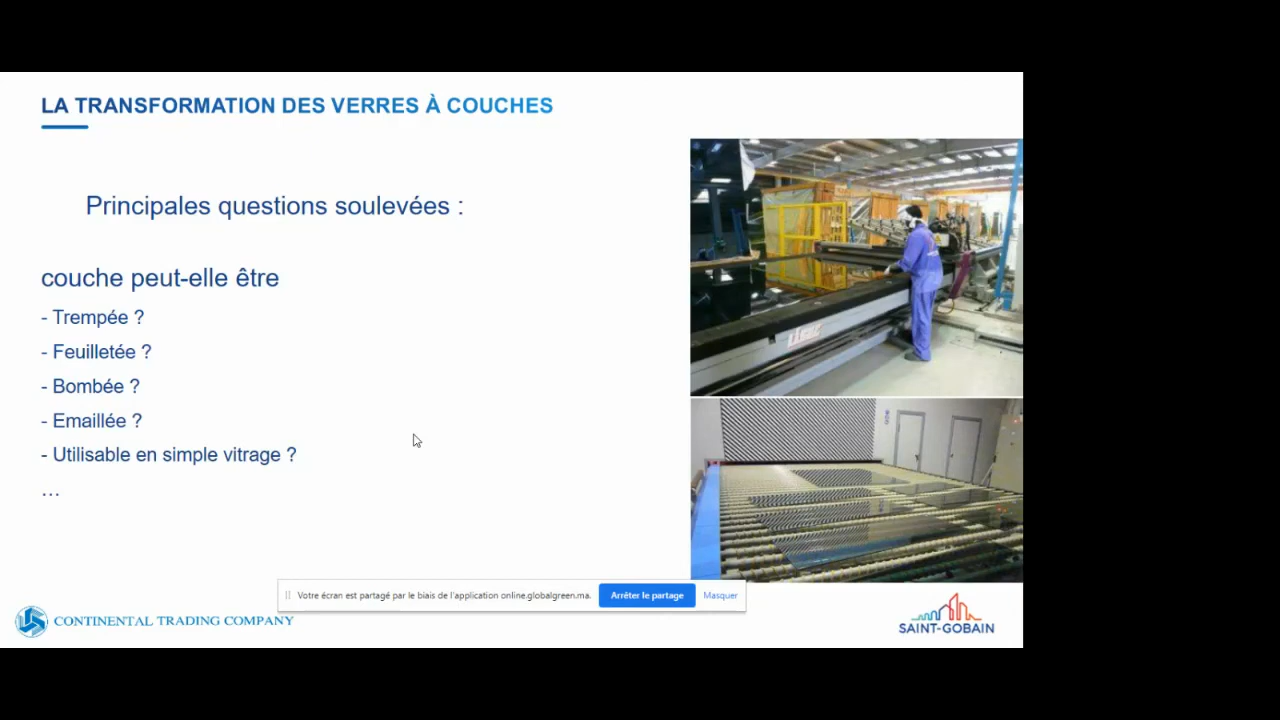 LA TRANSFORMATION DES VERRES À COUCHES
Principales questions soulevées :
couche peut-elle être
- Trempée ?
- Feuilletée ?
- Bombée ?
- Emaillée ?
- Utilisable en simple vitrage ?
...
Votre écran est partagé par le biais de l'application online.globalgreen.ma.
Arrêter le partage
Masquer
CONTINENTAL TRADING COMPANY
SAINT-GOBAIN